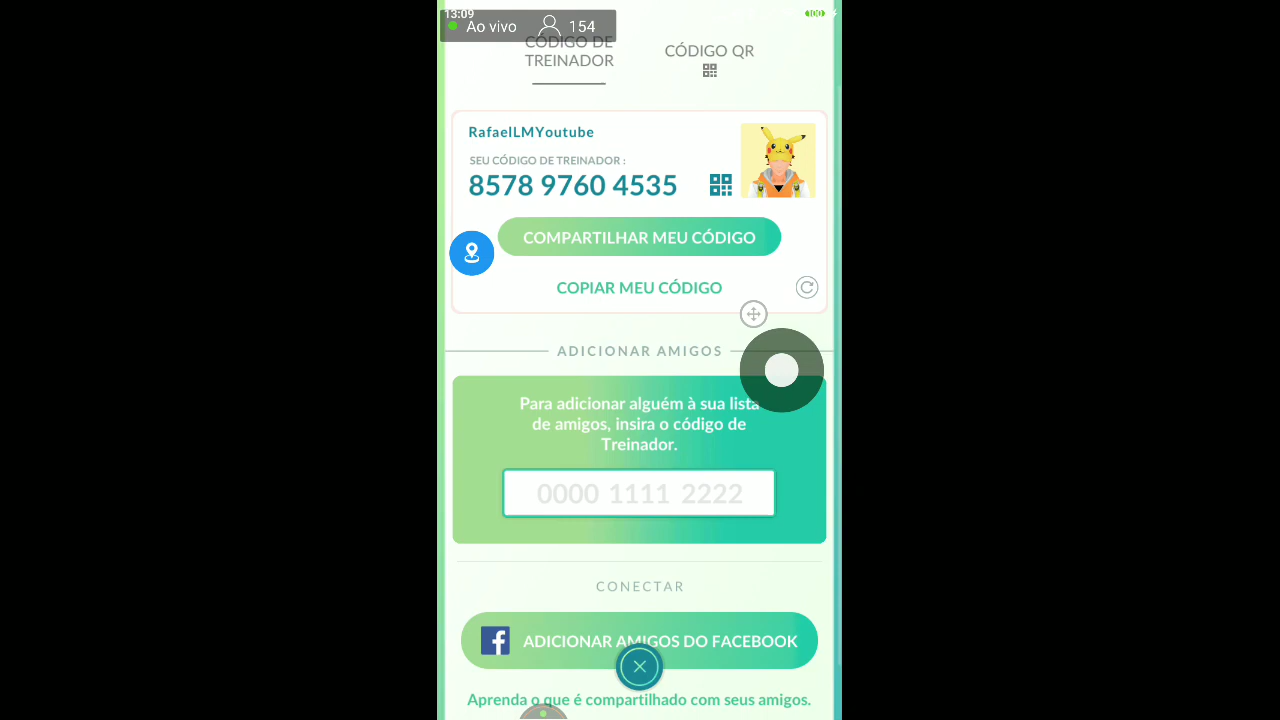 13:09
100
Ao vivo 154
CÓDIGO DE
TREINADOR
CÓDIGO QR
RafaelLMYoutube
SEU CÓDIGO DE TREINADOR :
8578 9760 4535
COMPARTILHAR MEU CÓDIGO
COPIAR MEU CÓDIGO
ADICIONAR AMIGOS
Para adicionar alguém à sua lista
de amigos, insira o código de
Treinador.
0000 1111 2222
CONECTAR
ADICIONAR AMIGOS DO FACEBOOK
Aprenda o que é compartilhado com seus amigos.